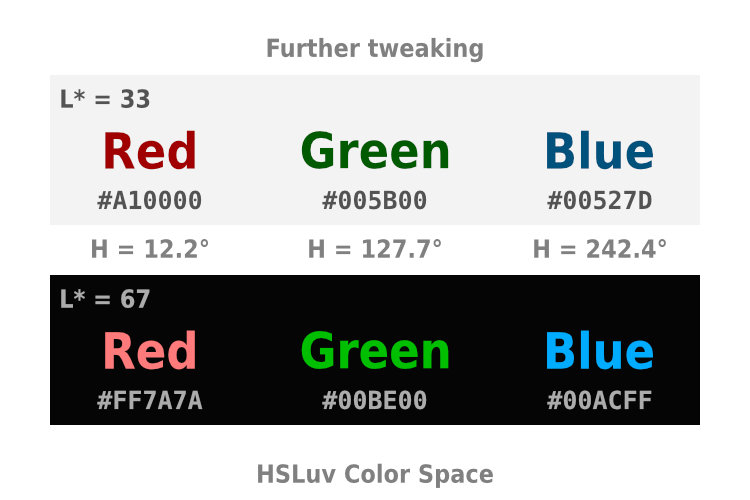 Further tweaking
L* = 33
Red Green Blue
#A10000 #005B00 #00527D
H = 12.2° H = 127.7° H = 242.4°
L* = 67
Red Green Blue
#FF7A7A #00BE00 #00ACFF
HSLuv Color Space